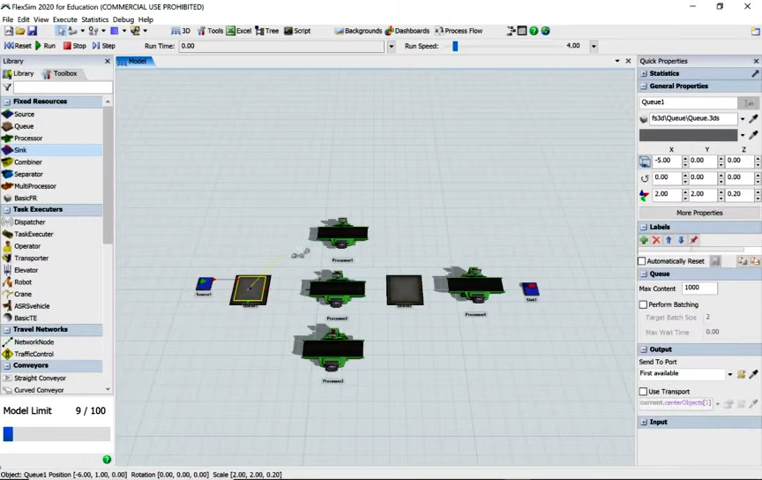 FlexSim 2020 for Education (COMMERCIAL USE PROHIBITED)
File Edit View Execute Statistics Debug Help
3D Tools Excel Tree Script Backgrounds Dashboards Process Flow
Reset Run Stop Step Run Time: 0.00 Run Speed: 4.00
Library
Library Toolbox
Fixed Resources
Source
Queue
Processor
Sink
Combiner
Separator
MultiProcessor
BasicFR
Task Executers
Dispatcher
TaskExecuter
Operator
Transporter
Elevator
Robot
Crane
ASRSvehicle
BasicTE
Travel Networks
NetworkNode
TrafficControl
Conveyors
Straight Conveyor
Curved Conveyor
Model Limit 9 / 100
Model
Quick Properties
Statistics
General Properties
Queue1
fs3d\Queue\Queue.3ds
X Y Z
-5.00 0.00 0.00
0.00 0.00 0.00
2.00 2.00 0.20
More Properties
Labels
Automatically Reset
Queue
Max Content 1000
Perform Batching
Target Batch Size 2
Max Wait Time 0.00
Output
Send To Port
First available
Use Transport
current.centerObjects[1]
Input
Object: Queue1 Position [-6.00, 1.00, 0.00] Rotation [0.00, 0.00, 0.00] Scale [2.00, 2.00, 0.20]